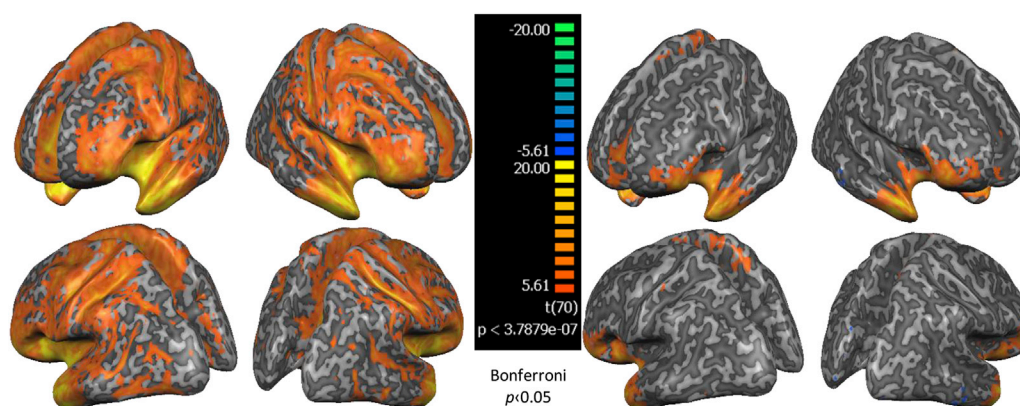 -20.00
-5.61
20.00
5.61
t(70)
p < 3.7879e-07
Bonferroni
p<0.05